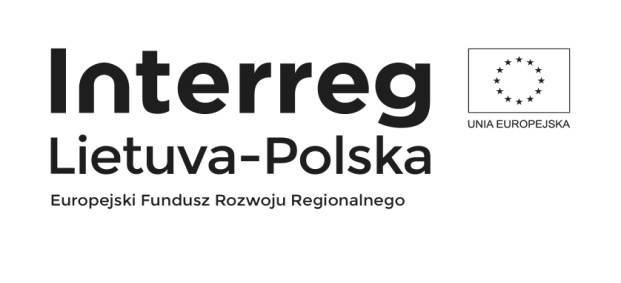 Interreg
Lietuva-Polska
Europejski Fundusz Rozwoju Regionalnego
UNIA EUROPEJSKA